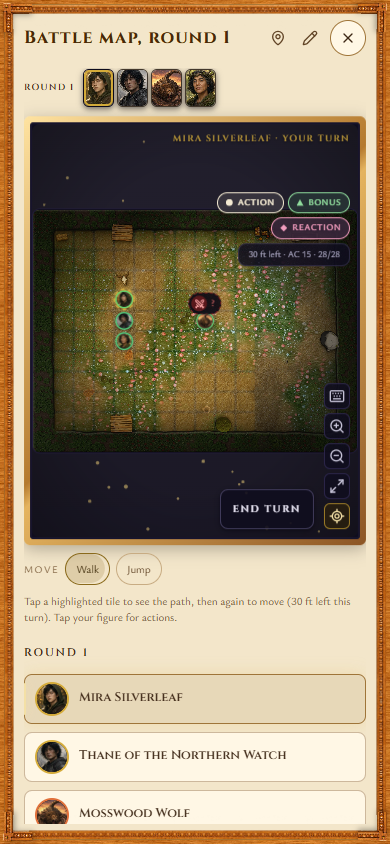 Battle map, round 1
ROUND 1
MIRA SILVERLEAF · YOUR TURN
ACTION
BONUS
REACTION
30 ft left · AC 15 · 28/28
END TURN
MOVE
Walk
Jump
Tap a highlighted tile to see the path, then again to move (30 ft left this
turn). Tap your figure for actions.
ROUND 1
Mira Silverleaf
Thane of the Northern Watch
Mosswood Wolf